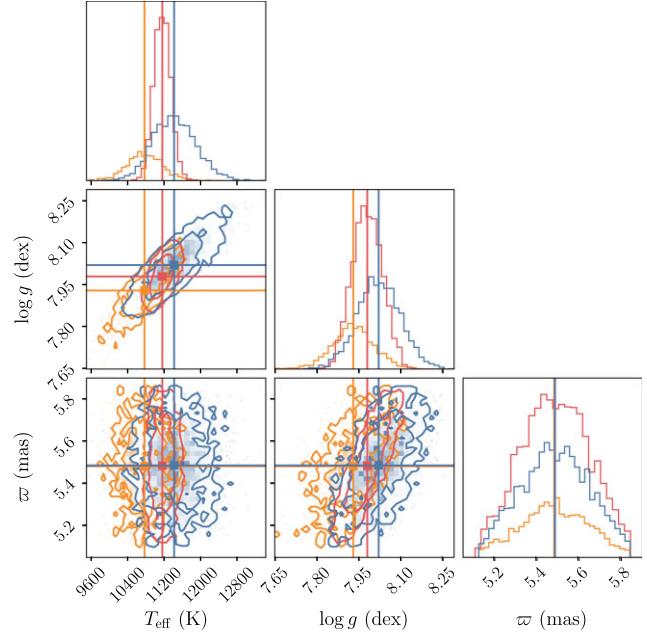 8.25
8.10
7.95
7.80
7.65
log g (dex)
5.8
5.6
5.4
5.2
ϖ (mas)
9600 10400 11200 12000 12800
T_eff (K)
7.65 7.80 7.95 8.10 8.25
log g (dex)
5.2 5.4 5.6 5.8
ϖ (mas)